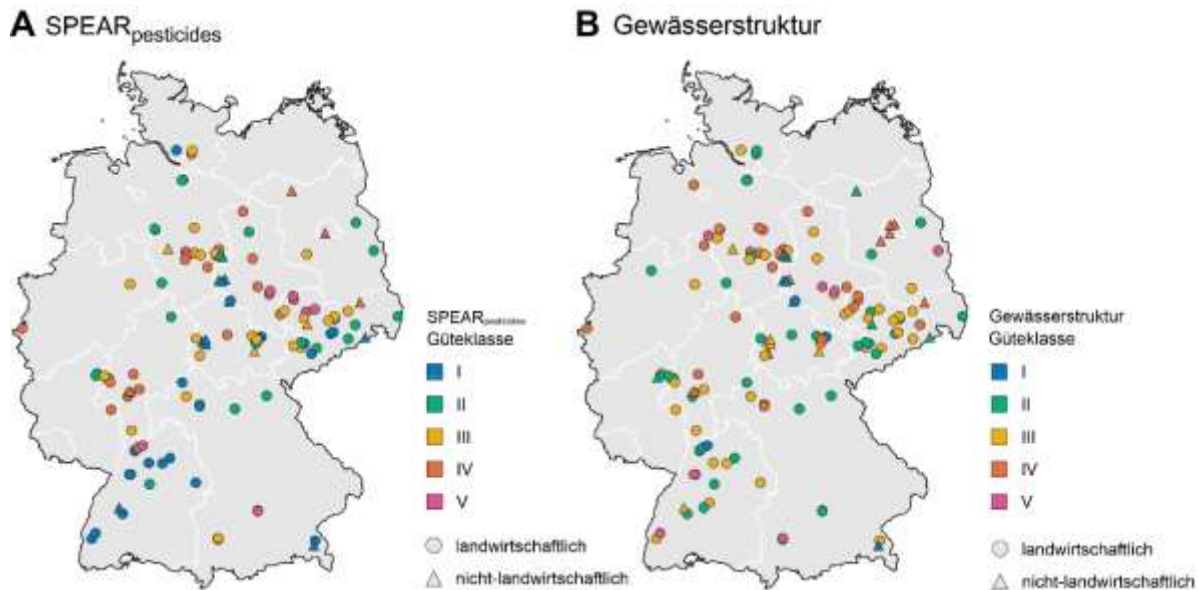 A SPEARpesticides
SPEARpesticides
Güteklasse
I
II
III
IV
V
landwirtschaftlich
nicht-landwirtschaftlich
B Gewässerstruktur
Gewässerstruktur
Güteklasse
I
II
III
IV
V
landwirtschaftlich
nicht-landwirtschaftlich